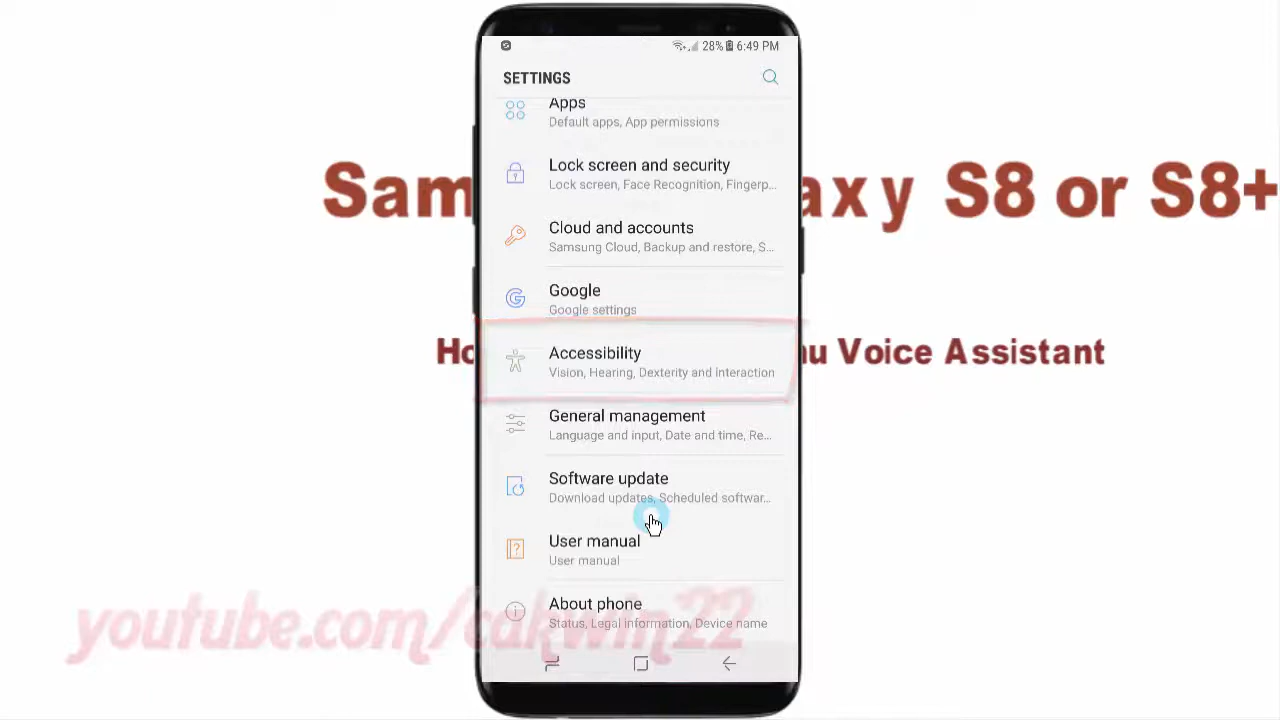 28% 6:49 PM
SETTINGS
Apps
Default apps, App permissions
Lock screen and security
Lock screen, Face Recognition, Fingerp...
Cloud and accounts
Samsung Cloud, Backup and restore, S...
Google
Google settings
Accessibility
Vision, Hearing, Dexterity and interaction
General management
Language and input, Date and time, Re...
Software update
Download updates, Scheduled softwar...
User manual
User manual
About phone
Status, Legal information, Device name
Sam axy S8 or S8+
Ho nu Voice Assistant
youtube.com/cakwin22